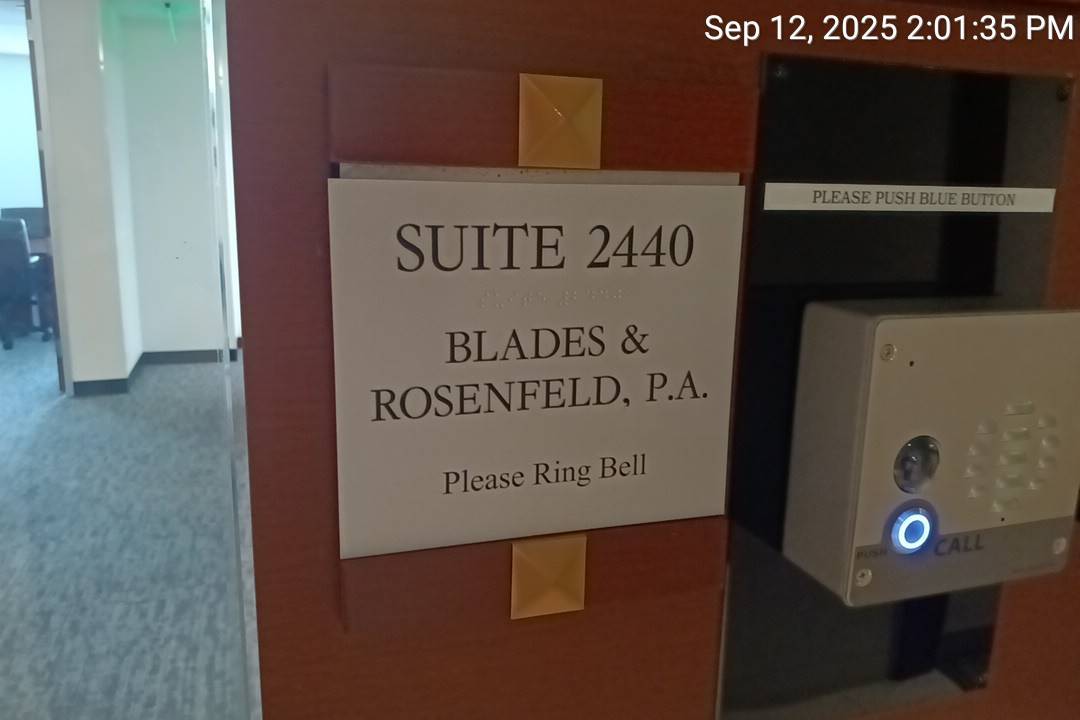 Sep 12, 2025 2:01:35 PM
SUITE 2440
BLADES &
ROSENFELD, P.A.
Please Ring Bell
PLEASE PUSH BLUE BUTTON
PUSH CALL